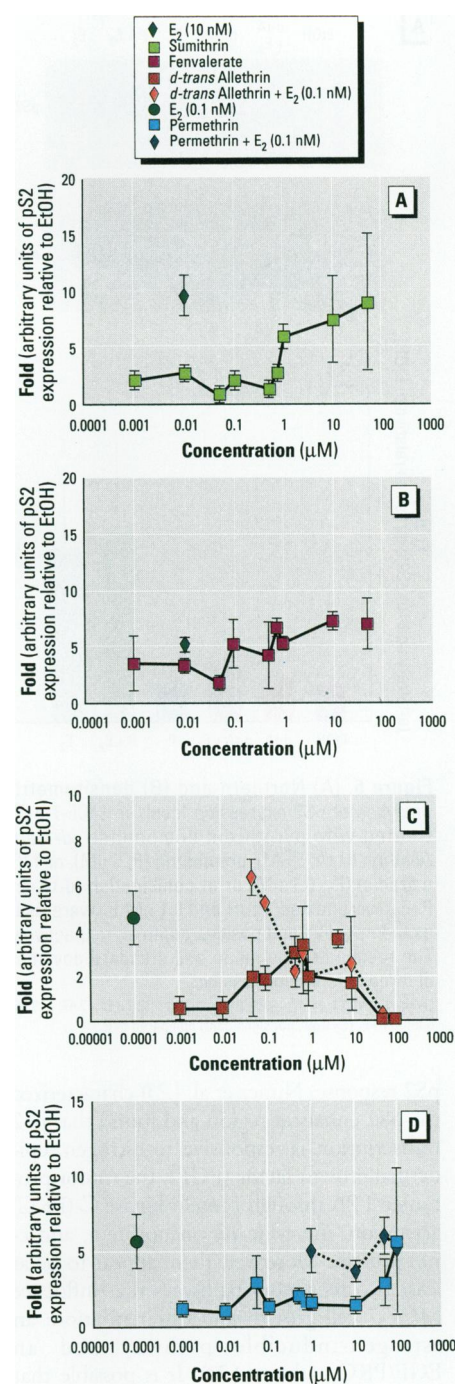 E2 (10 nM)
Sumithrin
Fenvalerate
d-trans Allethrin
d-trans Allethrin + E2 (0.1 nM)
E2 (0.1 nM)
Permethrin
Permethrin + E2 (0.1 nM)
A
20
15
10
5
0
Fold (arbitrary units of pS2
expression relative to EtOH)
0.0001 0.001 0.01 0.1 1 10 100 1000
Concentration (μM)
B
20
15
10
5
0
Fold (arbitrary units of pS2
expression relative to EtOH)
0.0001 0.001 0.01 0.1 1 10 100 1000
Concentration (μM)
C
10
8
6
4
2
0
Fold (arbitrary units of pS2
expression relative to EtOH)
0.00001 0.0001 0.001 0.01 0.1 1 10 100 1000
Concentration (μM)
D
15
10
5
0
Fold (arbitrary units of pS2
expression relative to EtOH)
0.00001 0.0001 0.001 0.01 0.1 1 10 100 1000
Concentration (μM)